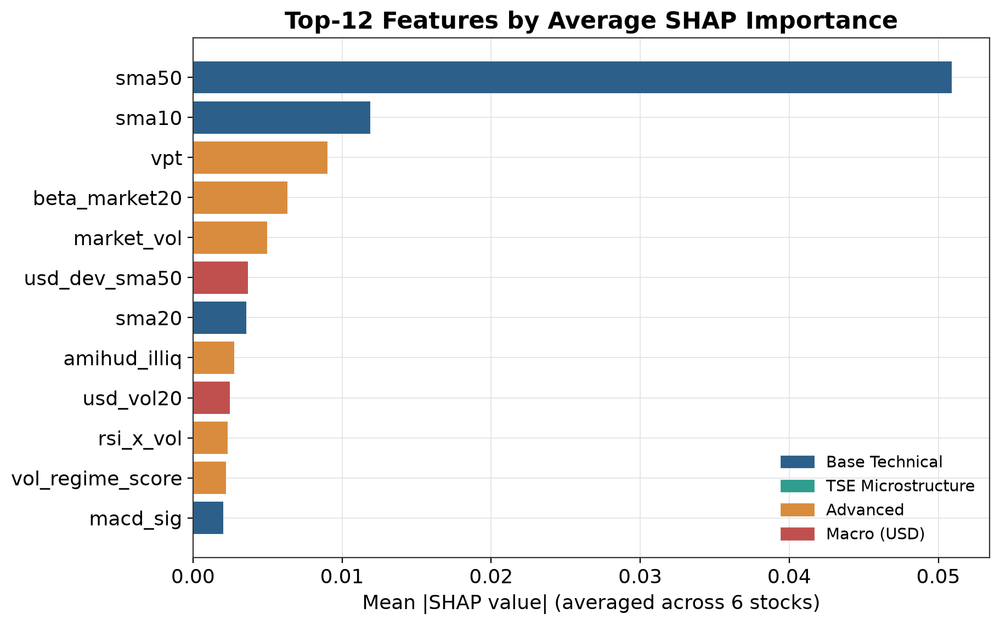 Top-12 Features by Average SHAP Importance
sma50
sma10
vpt
beta_market20
market_vol
usd_dev_sma50
sma20
amihud_illiq
usd_vol20
rsi_x_vol
vol_regime_score
macd_sig
Base Technical
TSE Microstructure
Advanced
Macro (USD)
0.00 0.01 0.02 0.03 0.04 0.05
Mean |SHAP value| (averaged across 6 stocks)